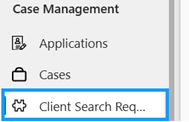 Case Management
Applications
Cases
Client Search Req...